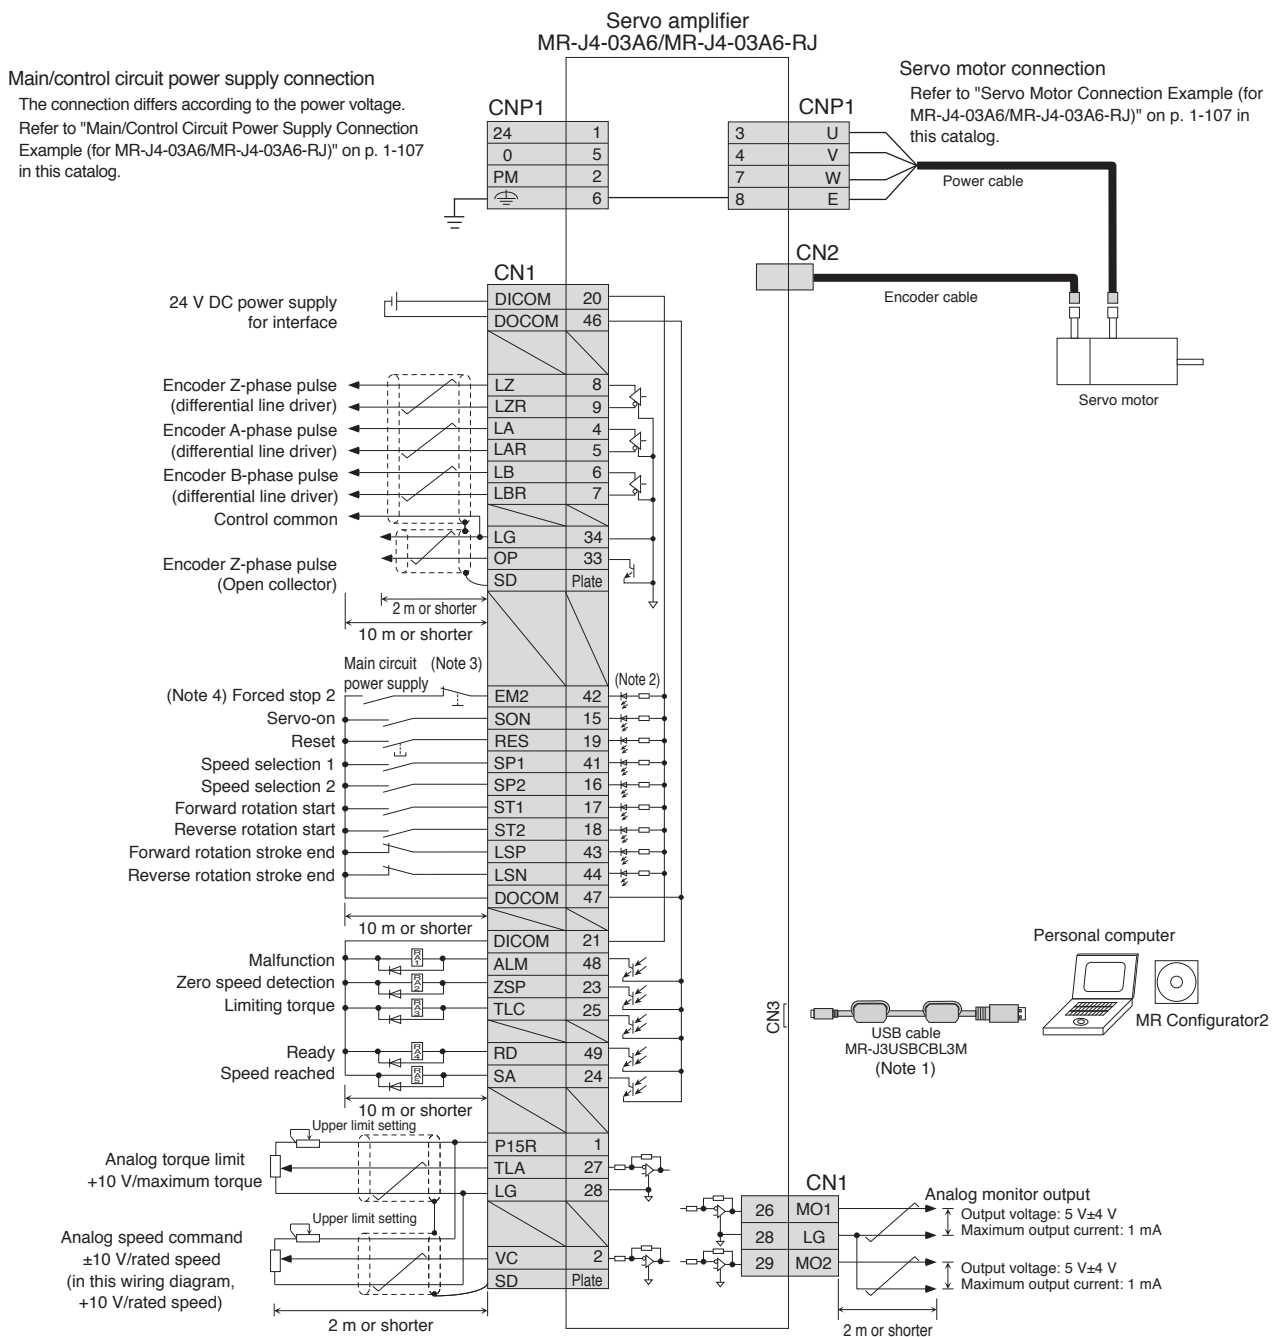 Servo amplifier
MR-J4-03A6/MR-J4-03A6-RJ
Main/control circuit power supply connection
The connection differs according to the power voltage.
Refer to "Main/Control Circuit Power Supply Connection
Example (for MR-J4-03A6/MR-J4-03A6-RJ)" on p. 1-107
in this catalog.
Servo motor connection
Refer to "Servo Motor Connection Example (for
MR-J4-03A6/MR-J4-03A6-RJ)" on p. 1-107 in
this catalog.
CNP1
24 1
0 5
PM 2
6
CNP1
3 U
4 V
7 W
8 E
Power cable
CN2
Encoder cable
Servo motor
CN1
24 V DC power supply
for interface
DICOM 20
DOCOM 46
Encoder Z-phase pulse
(differential line driver)
LZ 8
LZR 9
Encoder A-phase pulse
(differential line driver)
LA 4
LAR 5
Encoder B-phase pulse
(differential line driver)
LB 6
LBR 7
Control common
LG 34
Encoder Z-phase pulse
(Open collector)
OP 33
SD Plate
2 m or shorter
10 m or shorter
Main circuit
power supply
(Note 3)
(Note 2)
(Note 4) Forced stop 2 EM2 42
Servo-on SON 15
Reset RES 19
Speed selection 1 SP1 41
Speed selection 2 SP2 16
Forward rotation start ST1 17
Reverse rotation start ST2 18
Forward rotation stroke end LSP 43
Reverse rotation stroke end LSN 44
DOCOM 47
10 m or shorter
DICOM 21
Malfunction RA1 ALM 48
Zero speed detection RA2 ZSP 23
Limiting torque RA3 TLC 25
Ready RA4 RD 49
Speed reached RA5 SA 24
10 m or shorter
Upper limit setting
Analog torque limit
+10 V/maximum torque
P15R 1
TLA 27
LG 28
Upper limit setting
Analog speed command
±10 V/rated speed
(in this wiring diagram,
+10 V/rated speed)
VC 2
SD Plate
2 m or shorter
CN3
USB cable
MR-J3USBCBL3M
(Note 1)
Personal computer
MR Configurator2
CN1
26 MO1
28 LG
29 MO2
Analog monitor output
Output voltage: 5 V±4 V
Maximum output current: 1 mA
Output voltage: 5 V±4 V
Maximum output current: 1 mA
2 m or shorter